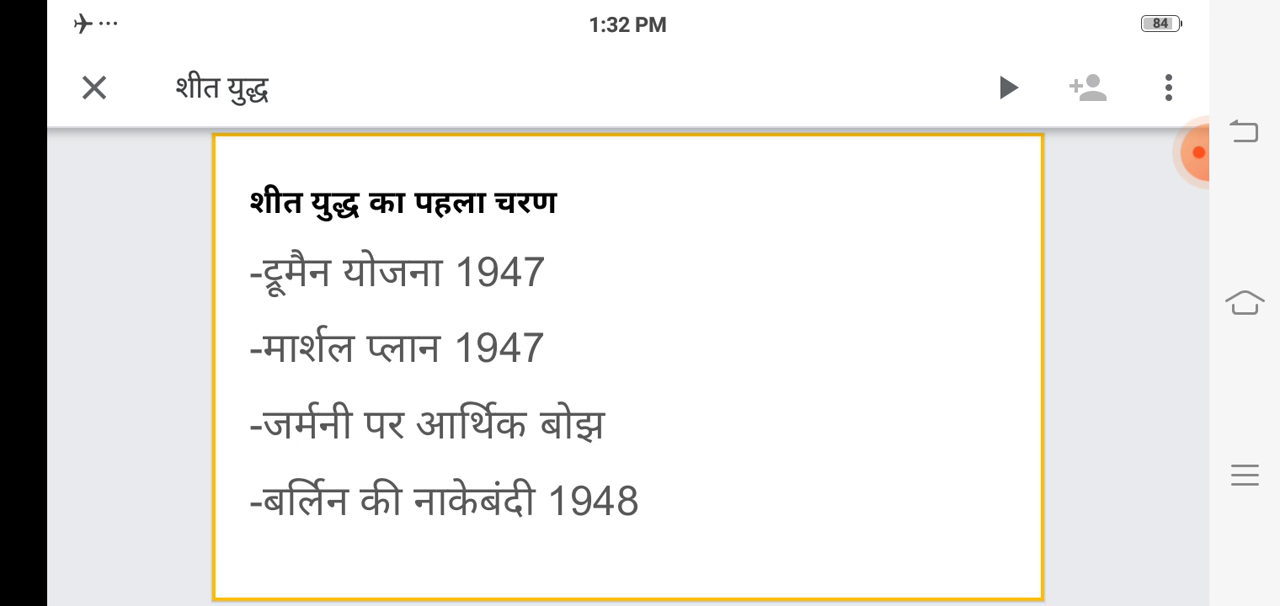 1:32 PM
84
शीत युद्ध
शीत युद्ध का पहला चरण
-ट्रूमैन योजना 1947
-मार्शल प्लान 1947
-जर्मनी पर आर्थिक बोझ
-बर्लिन की नाकेबंदी 1948